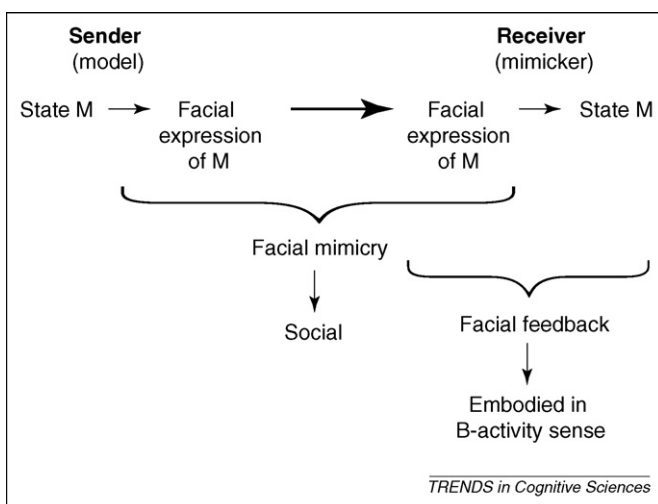 Sender
(model)
Receiver
(mimicker)
State M
Facial
expression
of M
Facial
expression
of M
State M
Facial mimicry
Social
Facial feedback
Embodied in
B-activity sense
TRENDS in Cognitive Sciences